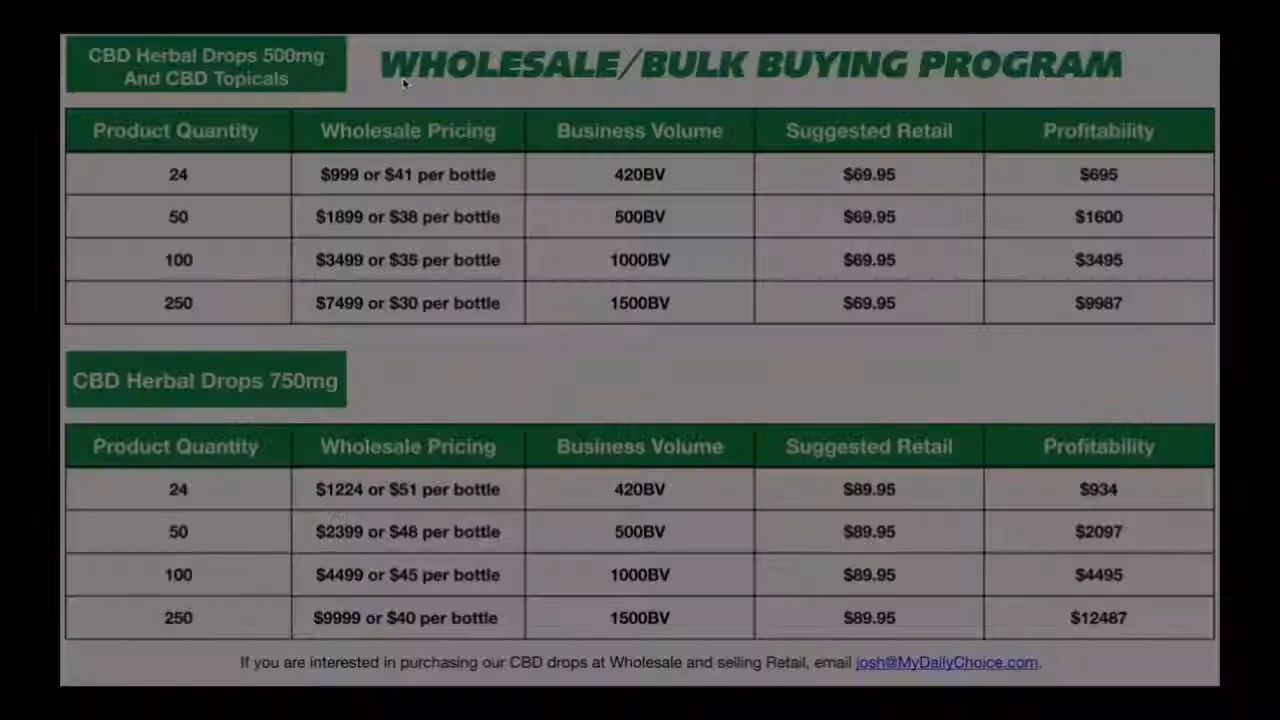 CBD Herbal Drops 500mg
And CBD Topicals
WHOLESALE/BULK BUYING PROGRAM
Product Quantity Wholesale Pricing Business Volume Suggested Retail Profitability
24 $999 or $41 per bottle 420BV $69.95 $695
50 $1899 or $38 per bottle 500BV $69.95 $1600
100 $3499 or $35 per bottle 1000BV $69.95 $3495
250 $7499 or $30 per bottle 1500BV $69.95 $9987
CBD Herbal Drops 750mg
Product Quantity Wholesale Pricing Business Volume Suggested Retail Profitability
24 $1224 or $51 per bottle 420BV $89.95 $934
50 $2399 or $48 per bottle 500BV $89.95 $2097
100 $4499 or $45 per bottle 1000BV $89.95 $4495
250 $9999 or $40 per bottle 1500BV $89.95 $12487
If you are interested in purchasing our CBD drops at Wholesale and selling Retail, email josh@MyDailyChoice.com.